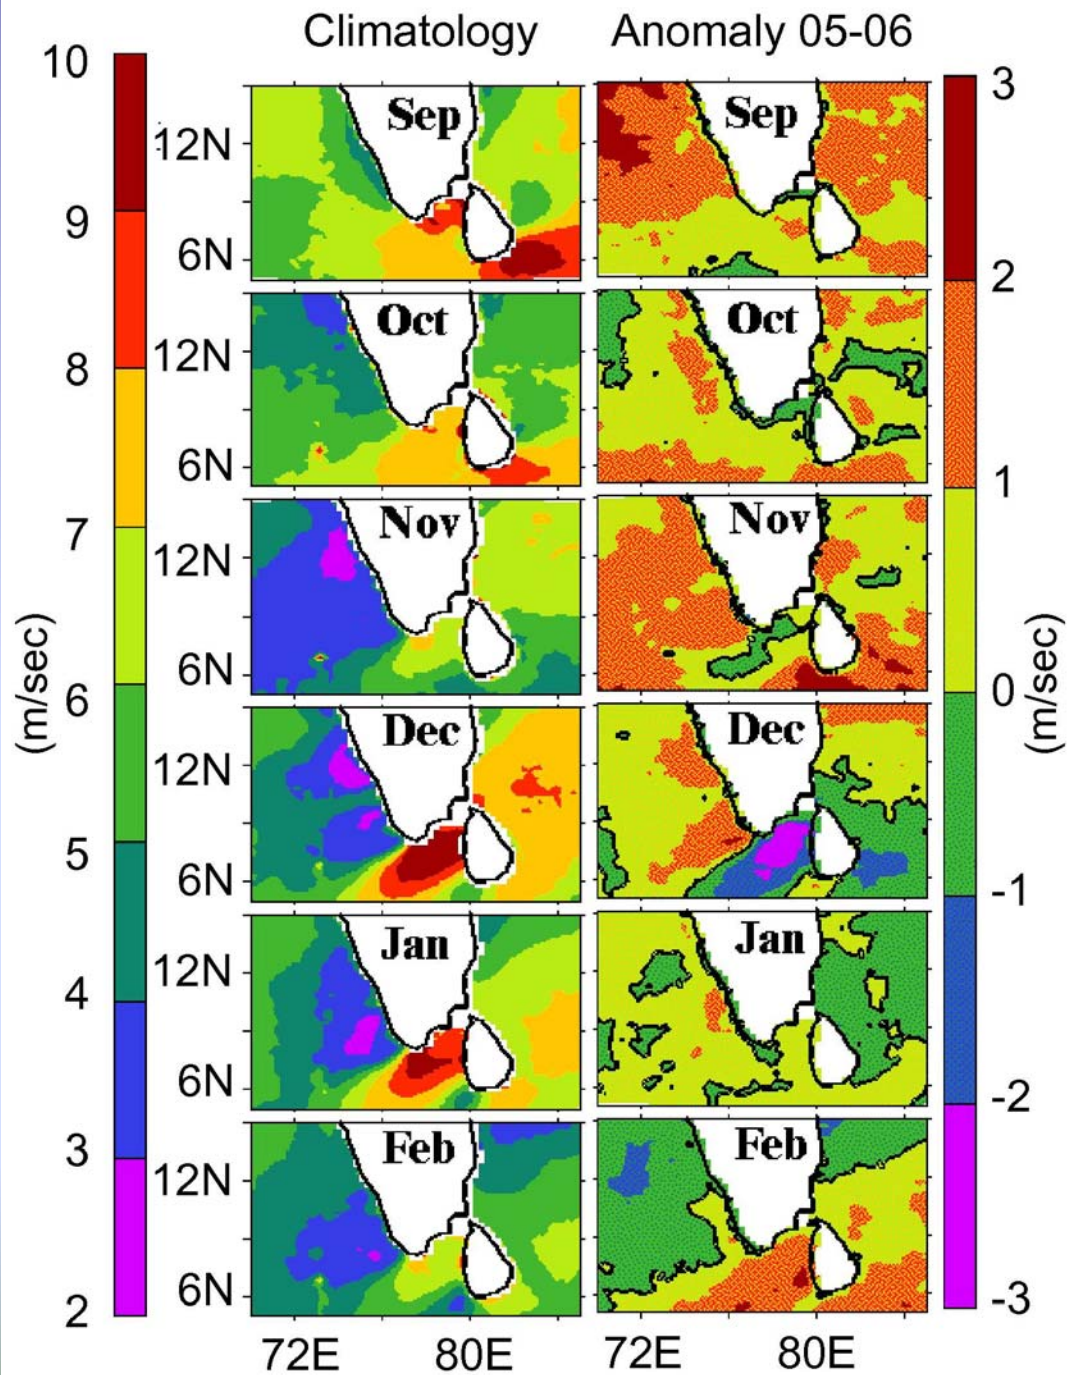 Climatology Anomaly 05-06
10
9
8
7
6
5
4
3
2
(m/sec)
12N
6N
12N
6N
12N
6N
12N
6N
12N
6N
12N
6N
Sep Sep
Oct Oct
Nov Nov
Dec Dec
Jan Jan
Feb Feb
72E 80E 72E 80E
3
2
1
0
-1
-2
-3
(m/sec)